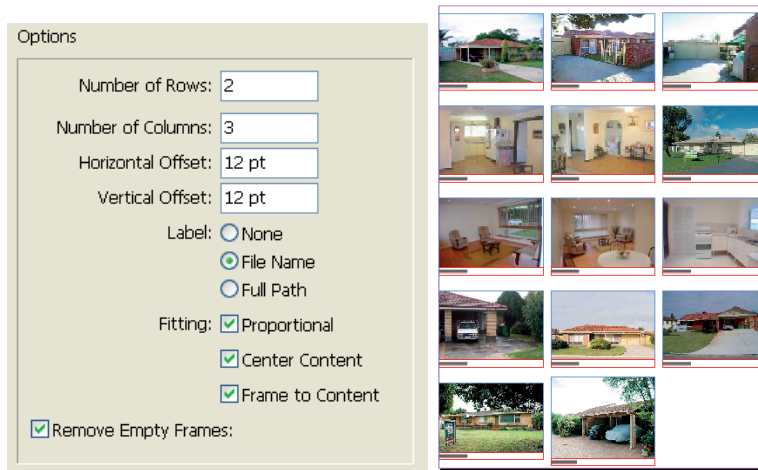 Options
Number of Rows: 2
Number of Columns: 3
Horizontal Offset: 12 pt
Vertical Offset: 12 pt
Label: None
File Name
Full Path
Fitting: Proportional
Center Content
Frame to Content
Remove Empty Frames: